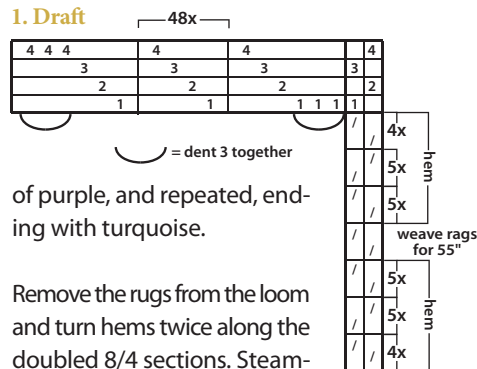 1. Draft
48x
4 4 4 4 4 4
3 3 3 3
2 2 2 2
1 1 1 1 1 1
/ 4x
/
/ 5x
/
/ 5x
/
hem
= dent 3 together
of purple, and repeated, end-
ing with turquoise.
/
/
weave rags
for 55"
Remove the rugs from the loom
and turn hems twice along the
doubled 8/4 sections. Steam-
/ 5x
/
/ 5x
/
/ 4x
/
hem